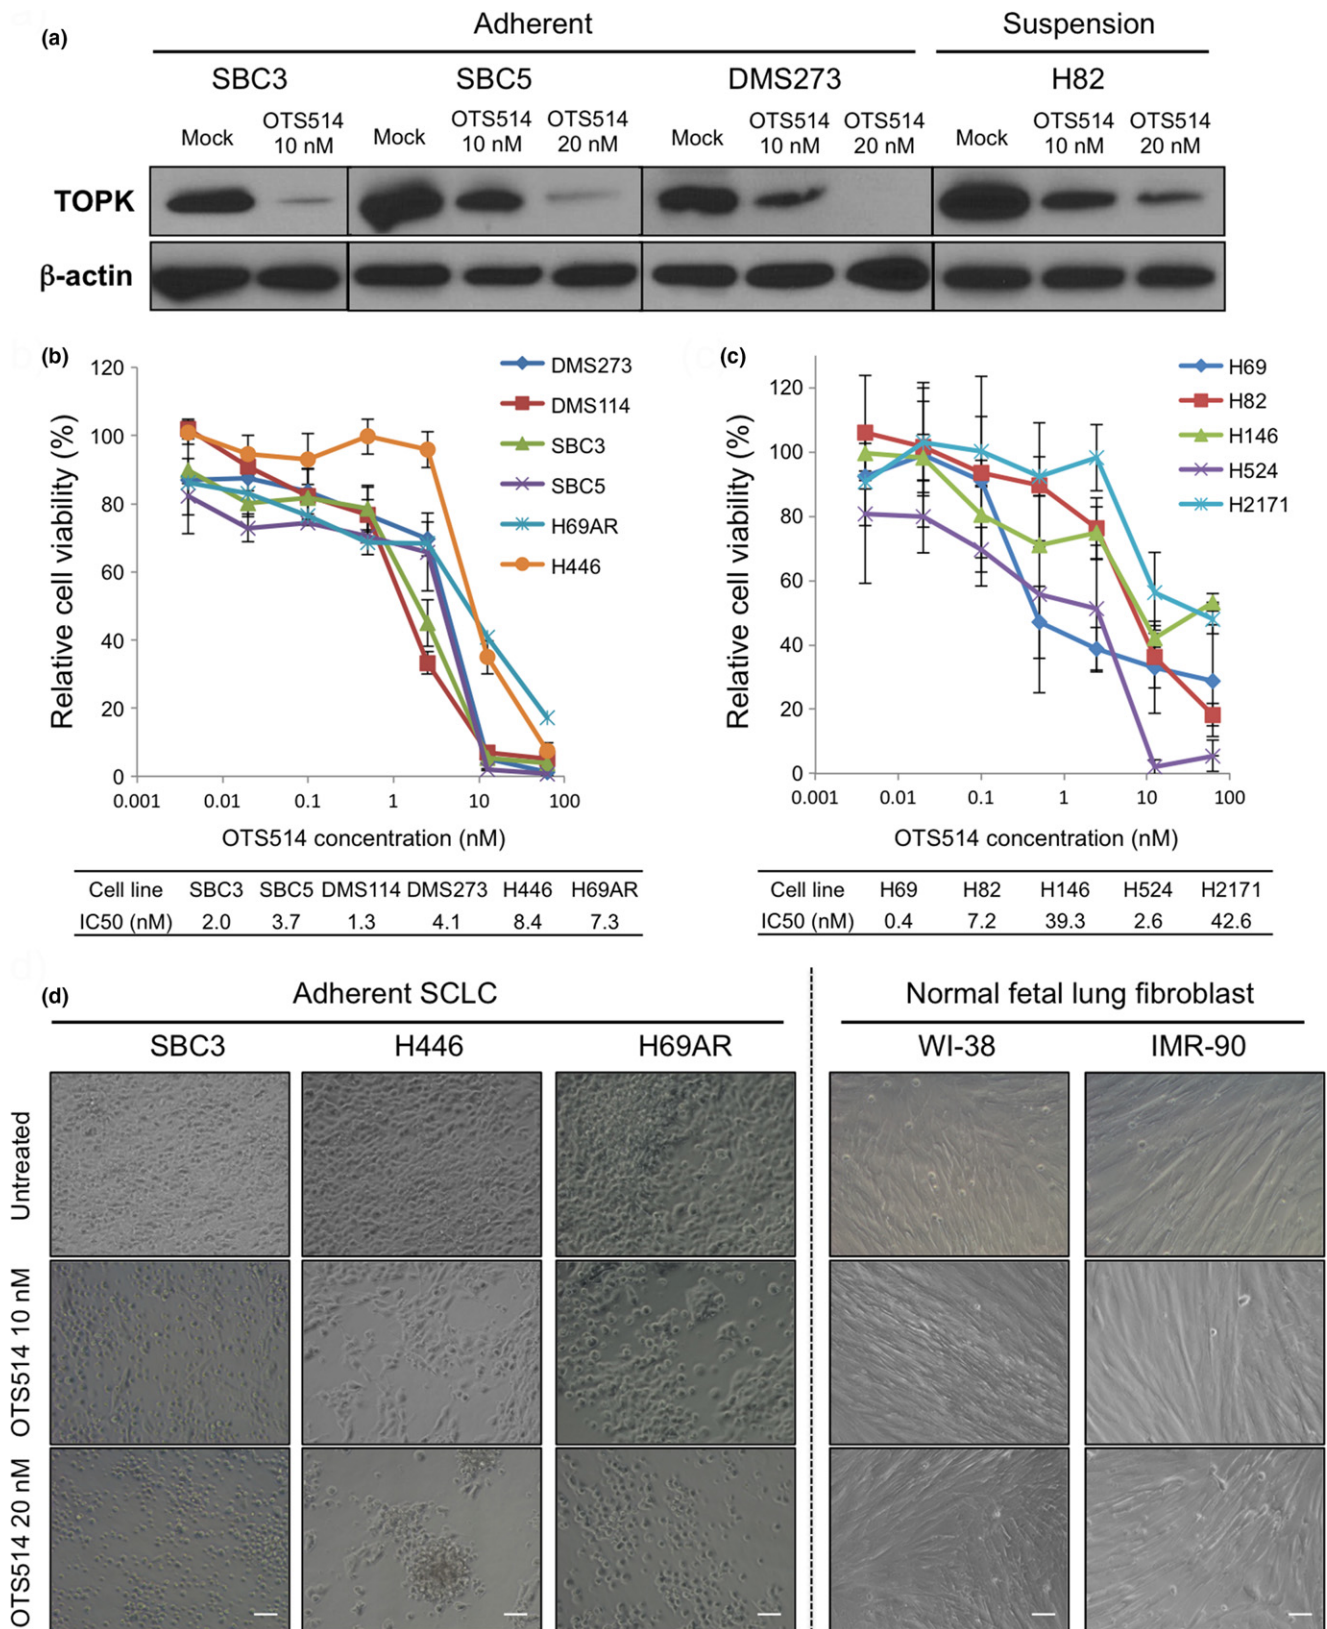 (a)
Adherent Suspension
SBC3 SBC5 DMS273 H82
Mock OTS514 10 nM Mock OTS514 10 nM OTS514 20 nM Mock OTS514 10 nM OTS514 20 nM Mock OTS514 10 nM OTS514 20 nM
TOPK
β-actin
(b)
120
100
80
60
40
20
0
Relative cell viability (%)
DMS273
DMS114
SBC3
SBC5
H69AR
H446
0.001 0.01 0.1 1 10 100
OTS514 concentration (nM)
Cell line SBC3 SBC5 DMS114 DMS273 H446 H69AR
IC50 (nM) 2.0 3.7 1.3 4.1 8.4 7.3
(c)
120
100
80
60
40
20
0
Relative cell viability (%)
H69
H82
H146
H524
H2171
0.001 0.01 0.1 1 10 100
OTS514 concentration (nM)
Cell line H69 H82 H146 H524 H2171
IC50 (nM) 0.4 7.2 39.3 2.6 42.6
(d)
Adherent SCLC Normal fetal lung fibroblast
SBC3 H446 H69AR WI-38 IMR-90
Untreated
OTS514 10 nM
OTS514 20 nM